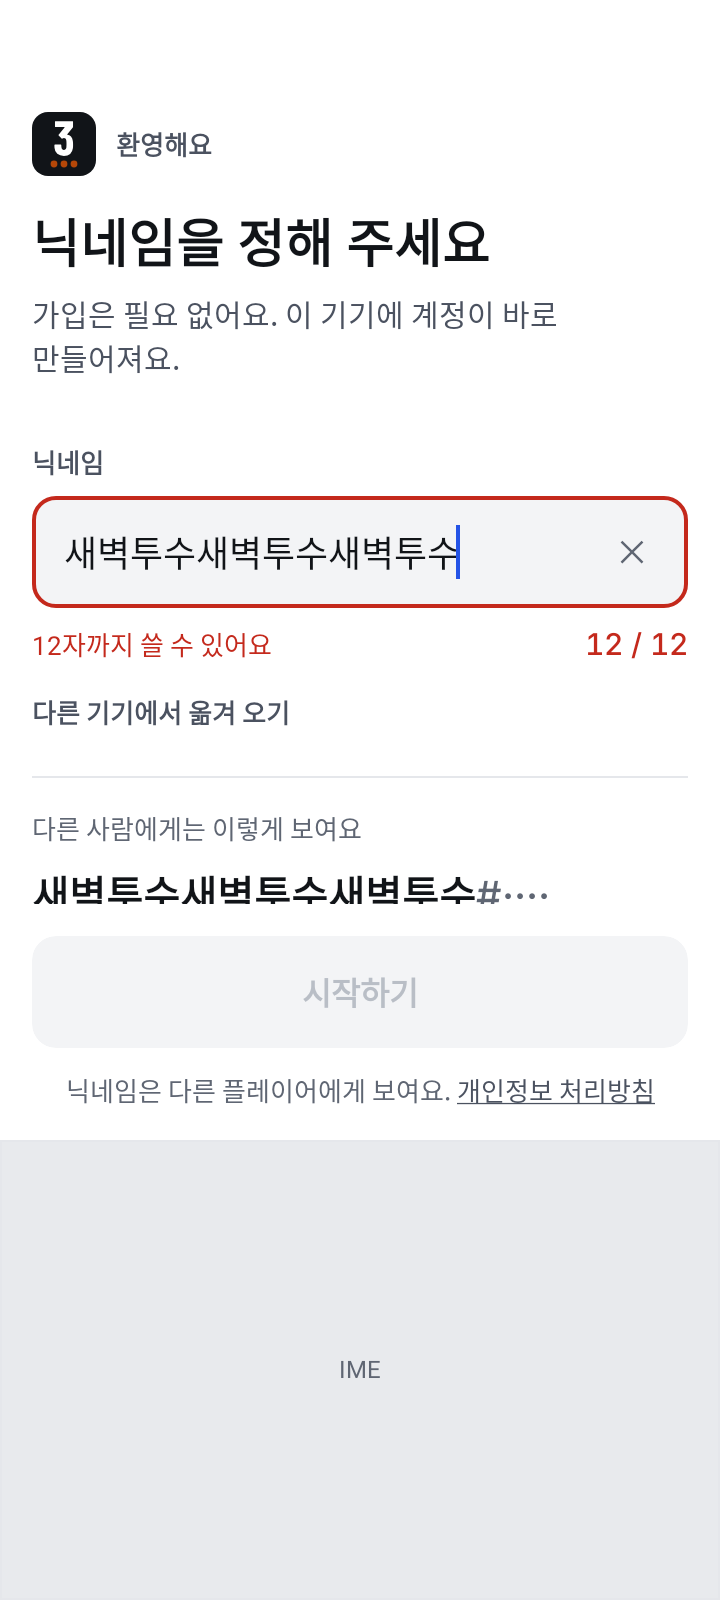 3
환영해요
닉네임을 정해 주세요
가입은 필요 없어요. 이 기기에 계정이 바로
만들어져요.
닉네임
새벽투수새벽투수새벽투수
12자까지 쓸 수 있어요
12 / 12
다른 기기에서 옮겨 오기
다른 사람에게는 이렇게 보여요
새벽투수새벽투수새벽투수#····
시작하기
닉네임은 다른 플레이어에게 보여요. 개인정보 처리방침
IME